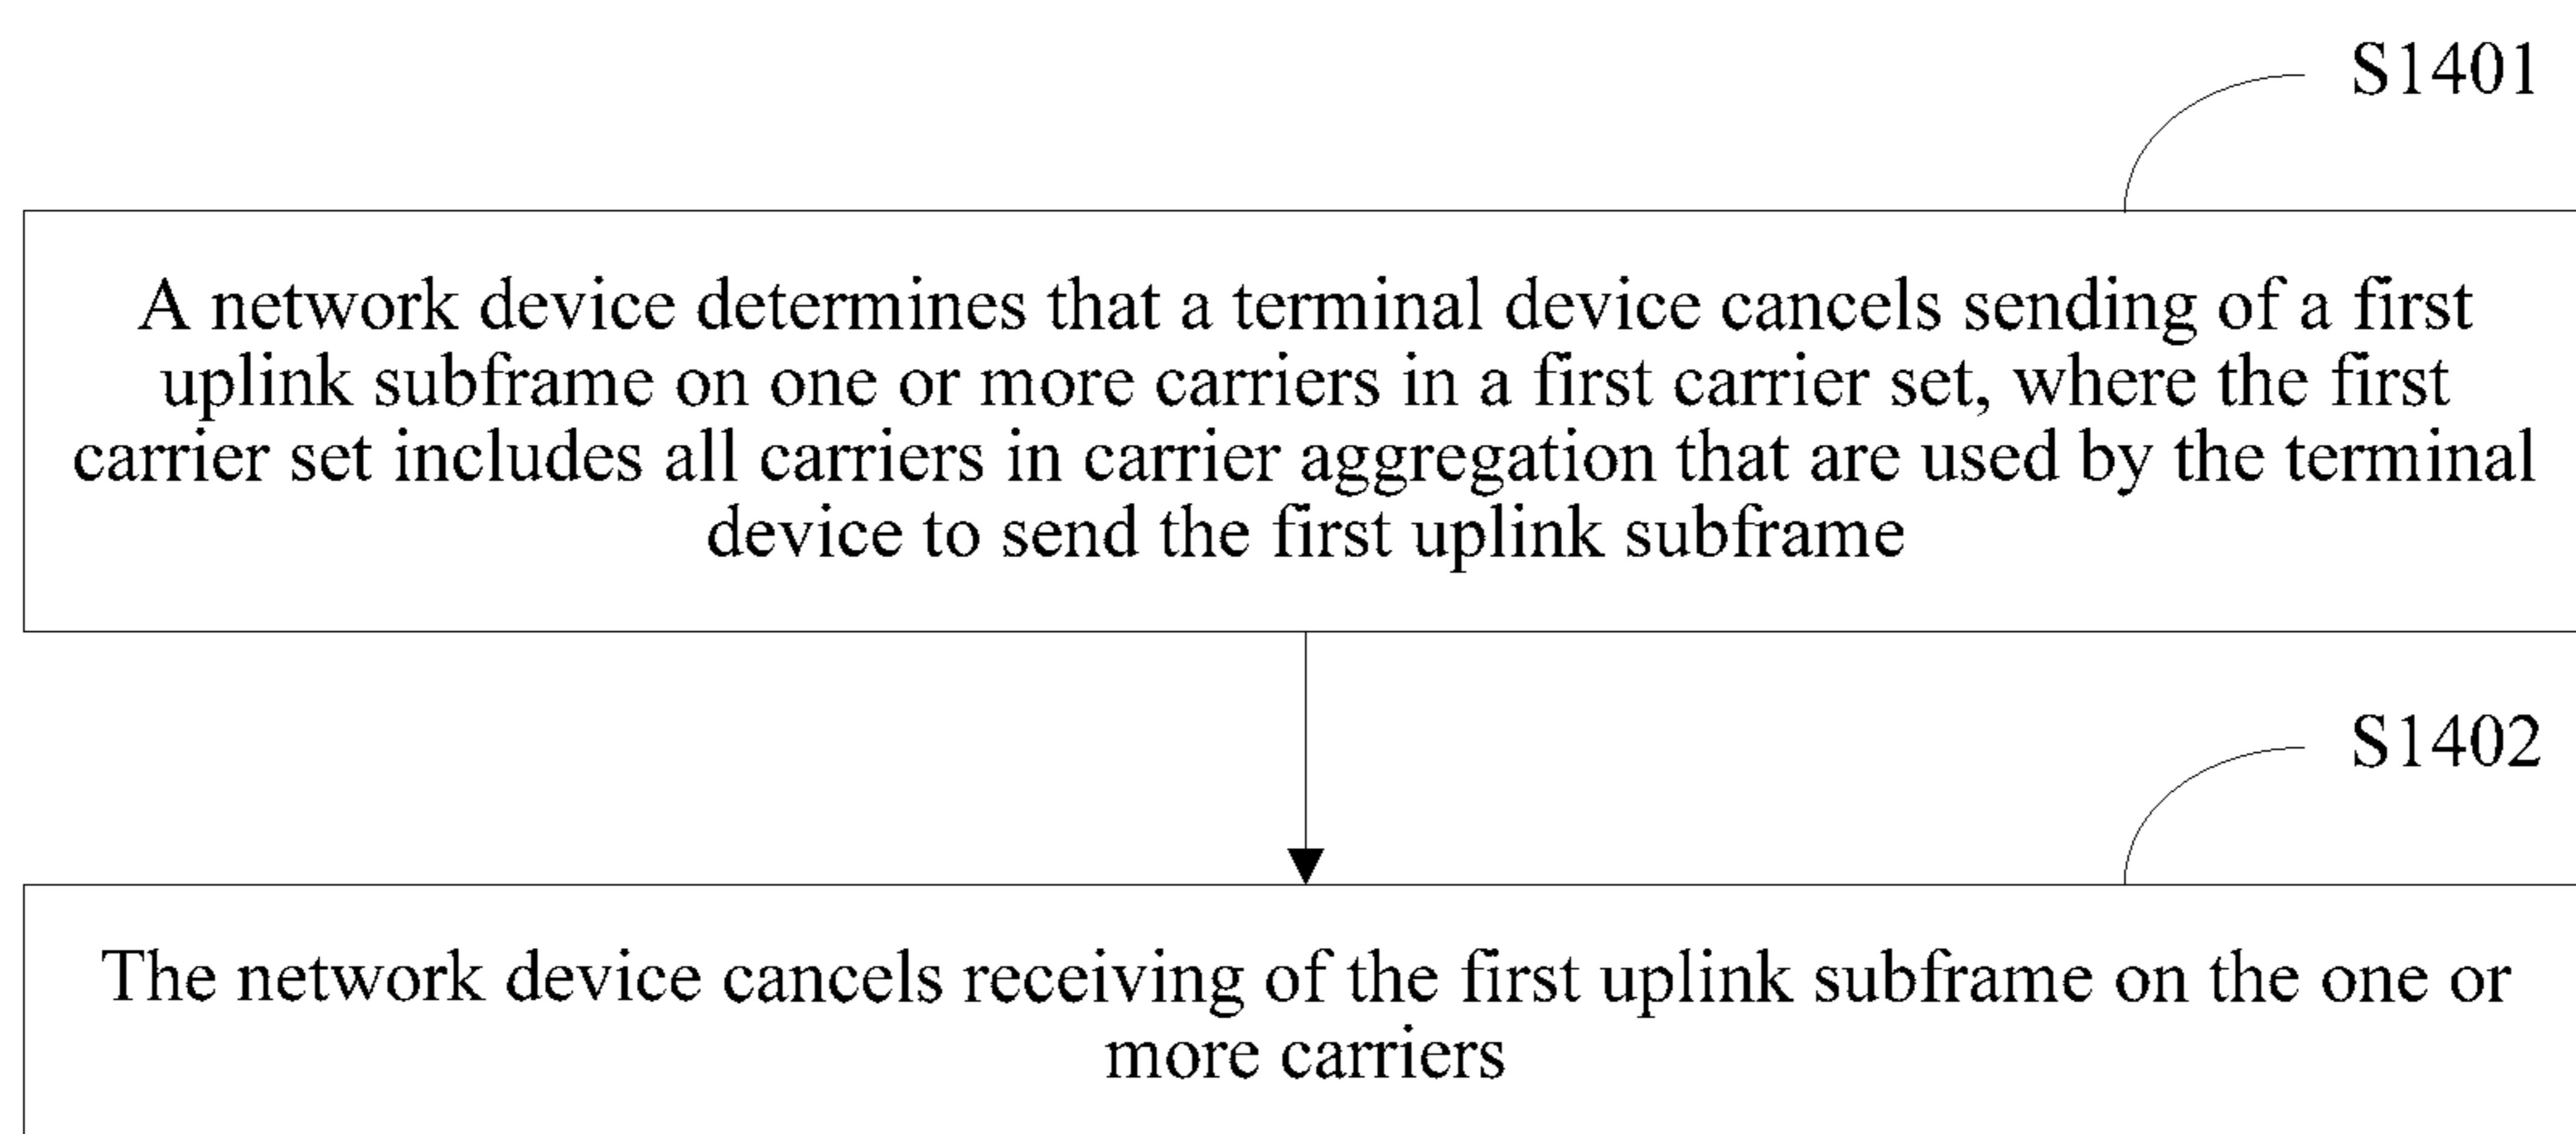 S1401
A network device determines that a terminal device cancels sending of a first
uplink subframe on one or more carriers in a first carrier set, where the first
carrier set includes all carriers in carrier aggregation that are used by the terminal
device to send the first uplink subframe
S1402
The network device cancels receiving of the first uplink subframe on the one or
more carriers